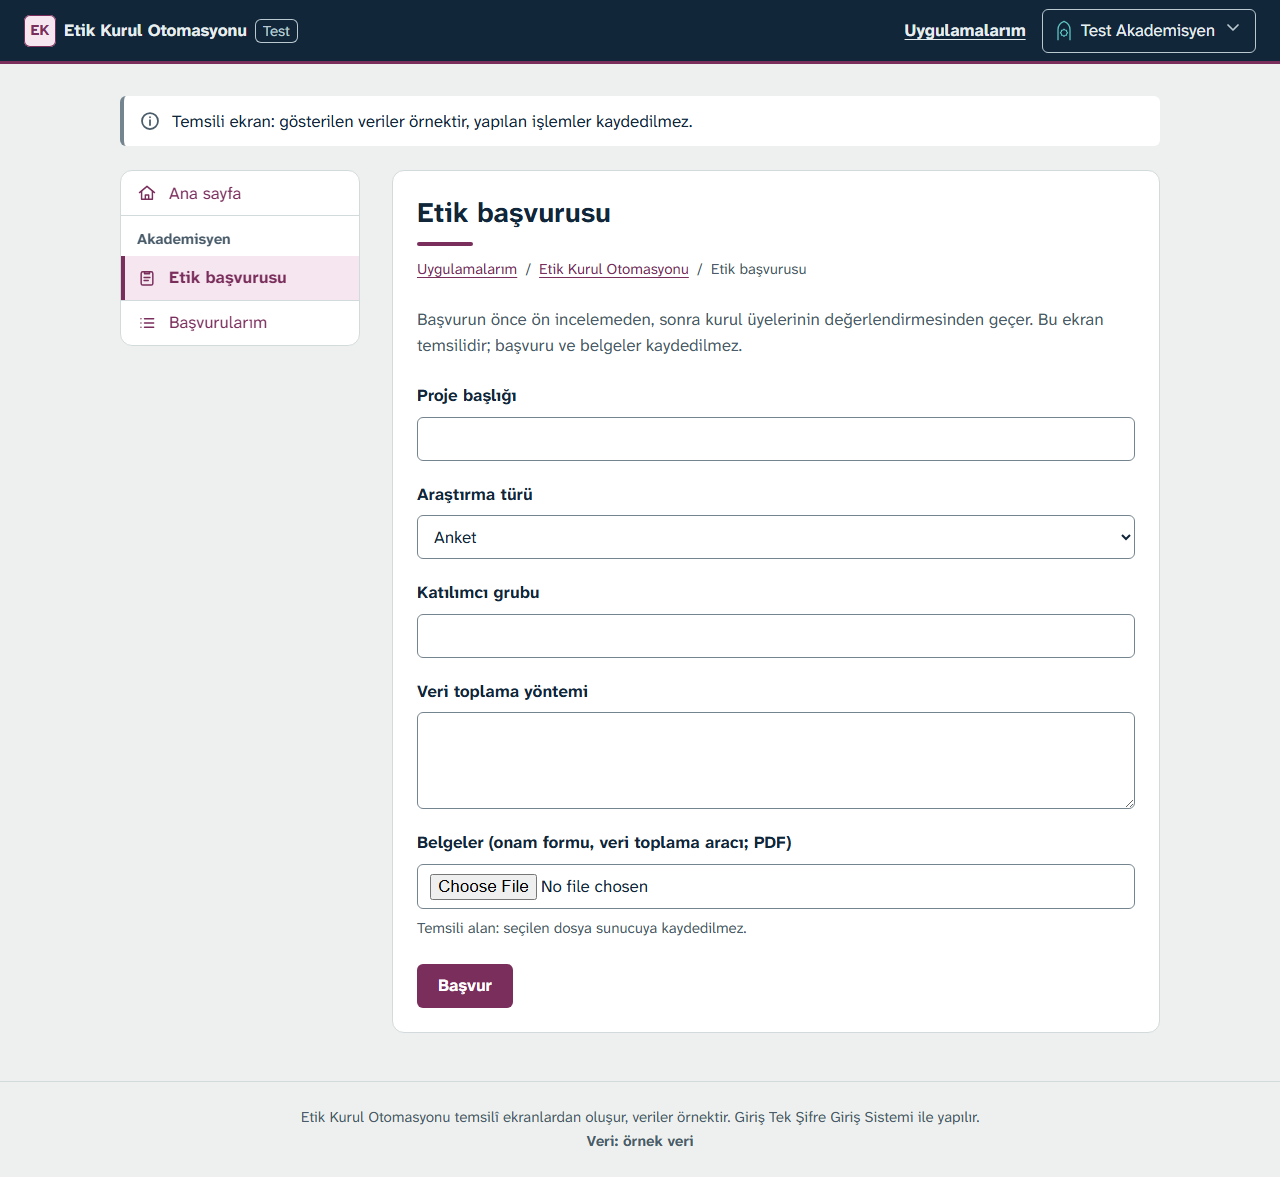 EK Etik Kurul Otomasyonu Test
Uygulamalarım
Test Akademisyen
Temsili ekran: gösterilen veriler örnektir, yapılan işlemler kaydedilmez.
Ana sayfa
Akademisyen
Etik başvurusu
Başvurularım
Etik başvurusu
Uygulamalarım / Etik Kurul Otomasyonu / Etik başvurusu
Başvurun önce ön incelemeden, sonra kurul üyelerinin değerlendirmesinden geçer. Bu ekran
temsilidir; başvuru ve belgeler kaydedilmez.
Proje başlığı
Araştırma türü
Anket
Katılımcı grubu
Veri toplama yöntemi
Belgeler (onam formu, veri toplama aracı; PDF)
Choose File No file chosen
Temsili alan: seçilen dosya sunucuya kaydedilmez.
Başvur
Etik Kurul Otomasyonu temsilî ekranlardan oluşur, veriler örnektir. Giriş Tek Şifre Giriş Sistemi ile yapılır.
Veri: örnek veri